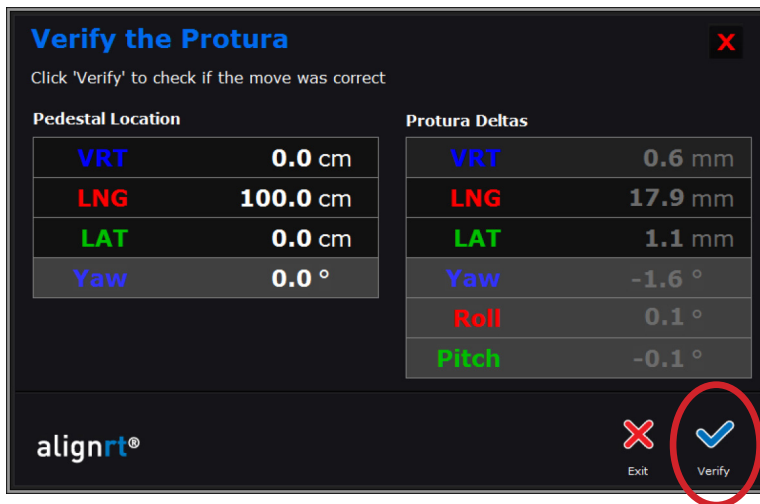 Verify the Protura
X
Click 'Verify' to check if the move was correct
Pedestal Location
VRT 0.0 cm
LNG 100.0 cm
LAT 0.0 cm
Yaw 0.0 °
Protura Deltas
VRT 0.6 mm
LNG 17.9 mm
LAT 1.1 mm
Yaw -1.6 °
Roll 0.1 °
Pitch -0.1 °
alignrt®
Exit
Verify